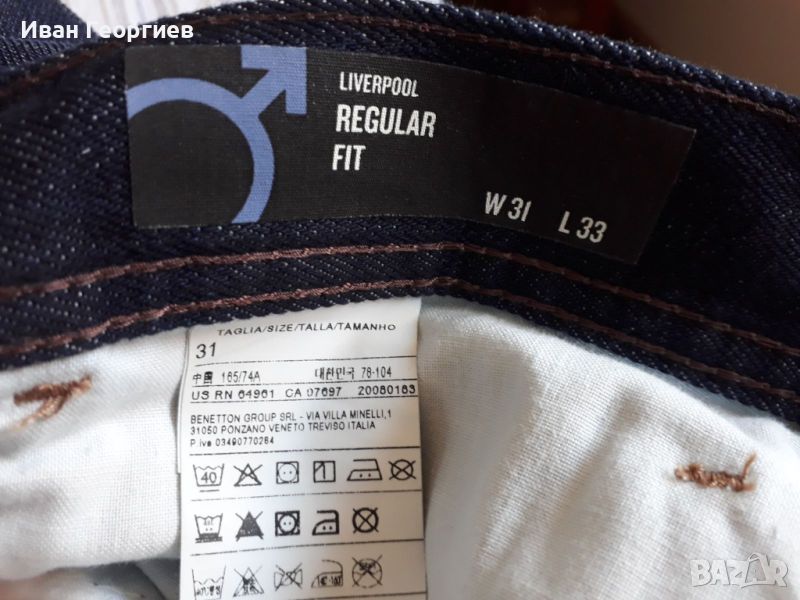 Иван Георгиев
LIVERPOOL
REGULAR
FIT
W 31 L 33
TAGLIA/SIZE/TALLA/TAMANHO
31
中国 165/74A 대한민국 78-104
US RN 64961 CA 07697 20080183
BENETTON GROUP SRL - VIA VILLA MINELLI,1
31050 PONZANO VENETO TREVISO ITALIA
P iva 03490770264
40
BAZAR